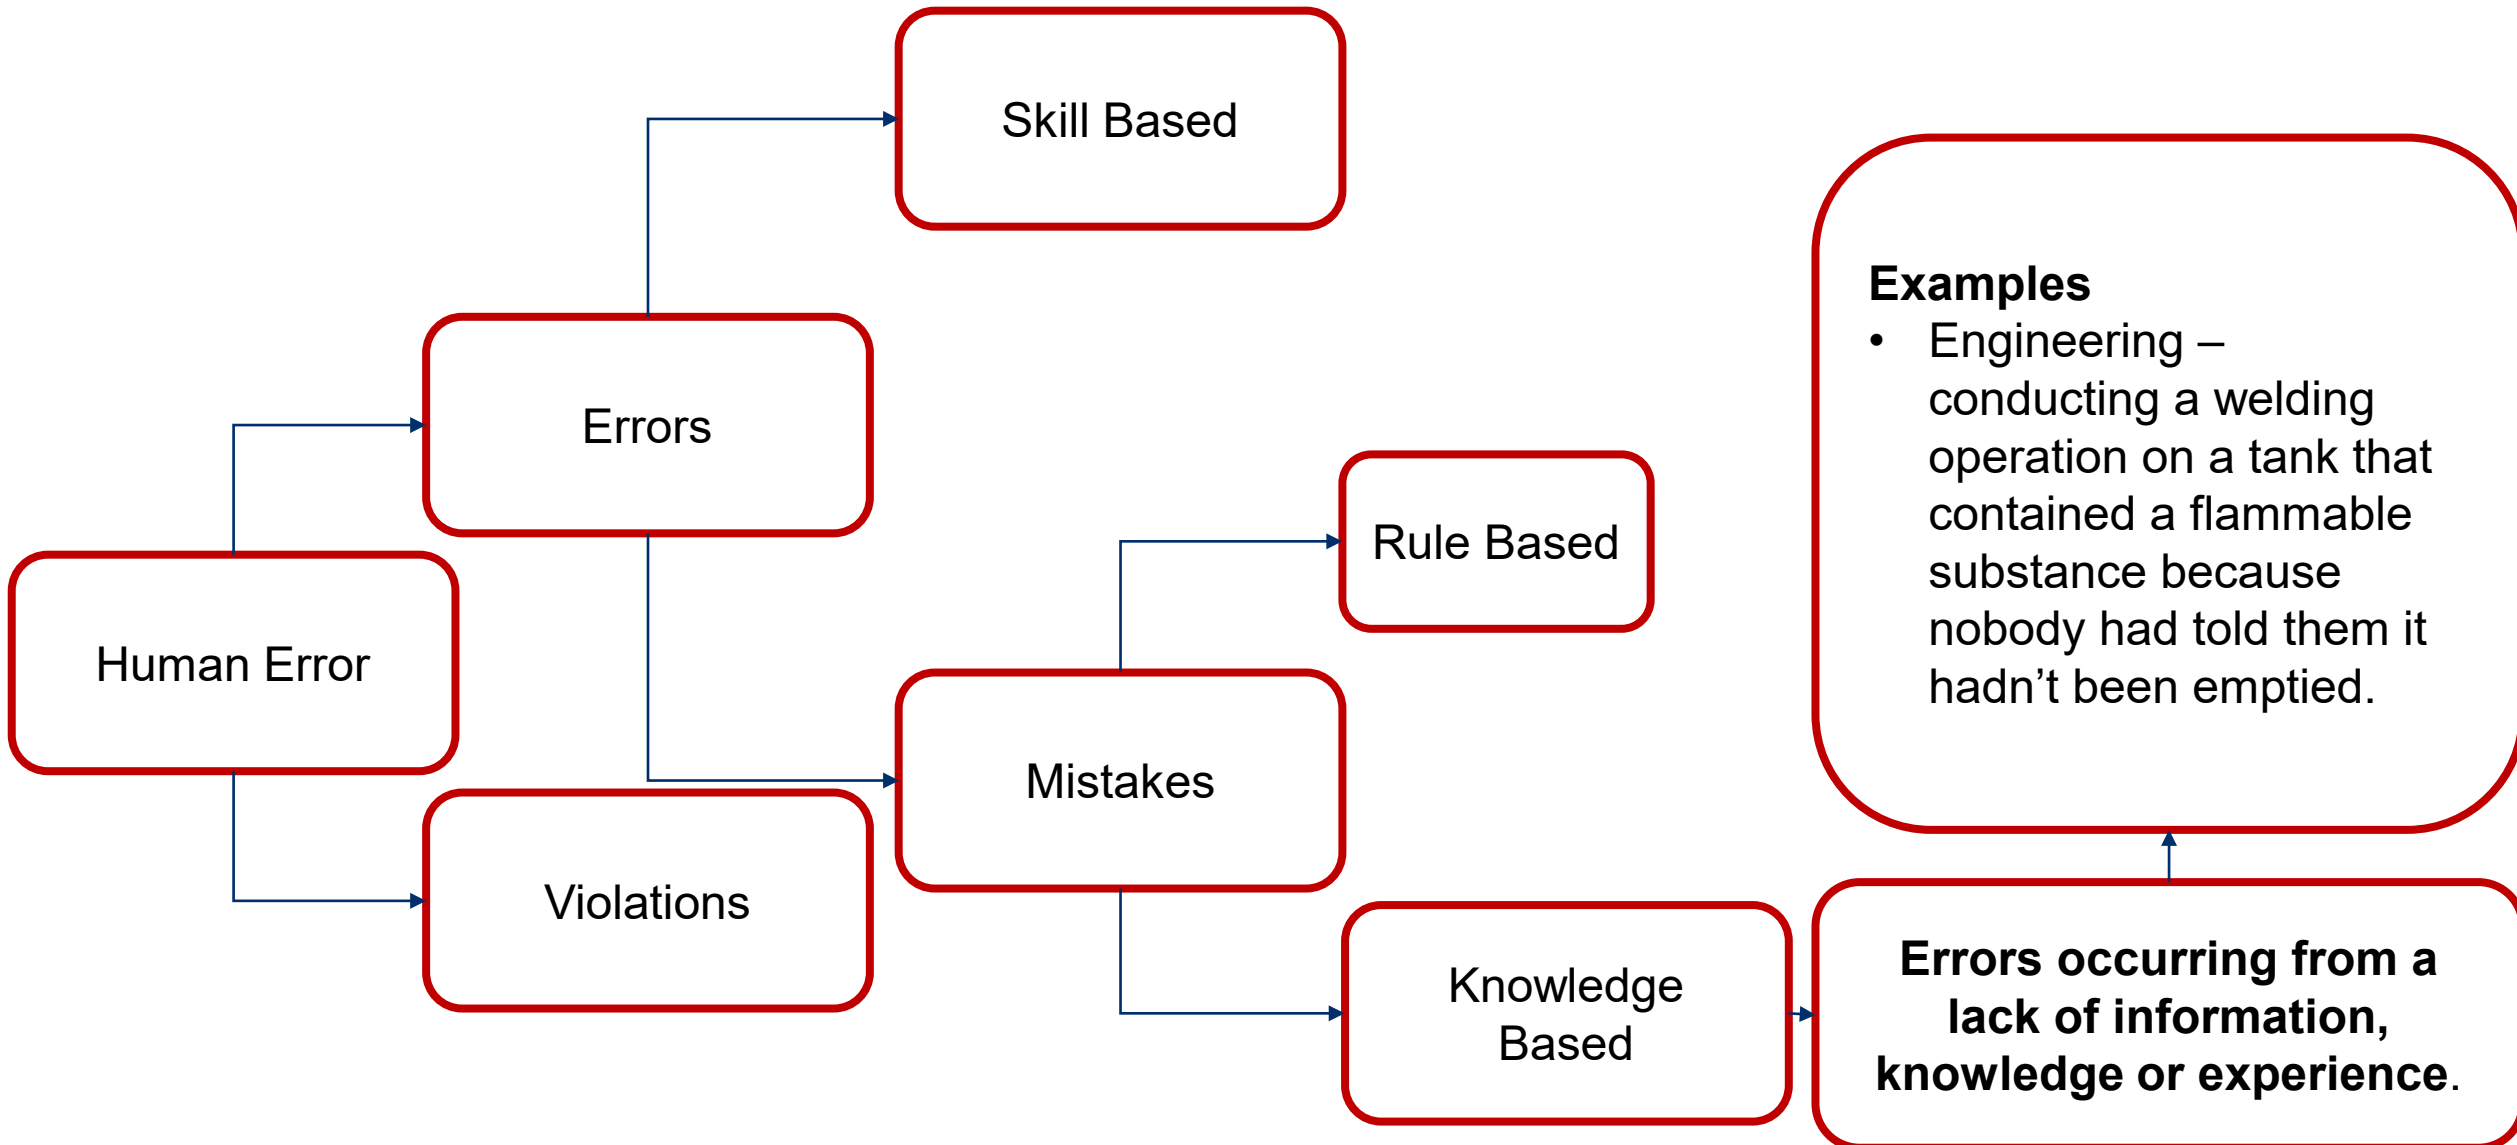 Skill Based
Errors
Human Error
Violations
Rule Based
Mistakes
Knowledge
Based
Examples
• Engineering –
conducting a welding
operation on a tank that
contained a flammable
substance because
nobody had told them it
hadn’t been emptied.
Errors occurring from a
lack of information,
knowledge or experience.